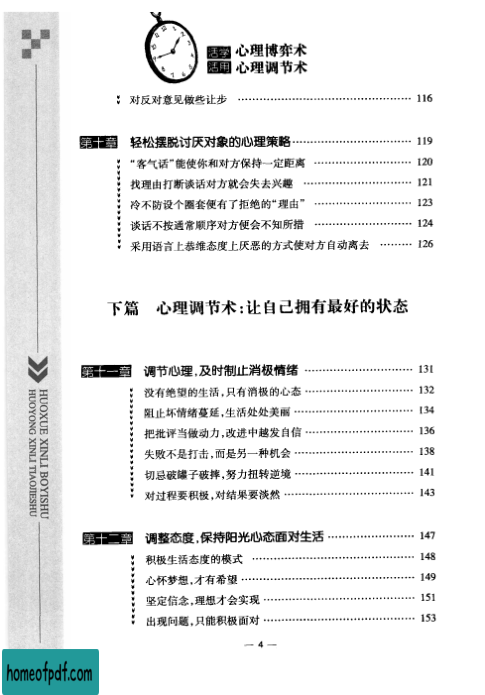 活学 心理博弈术
活用 心理调节术
对反对意见做些让步 …… 116
第十章 轻松摆脱讨厌对象的心理策略 …… 119
“客气话”能使你和对方保持一定距离 …… 120
找理由打断谈话对方就会失去兴趣 …… 121
冷不防设个圈套便有了拒绝的“理由” …… 123
谈话不按通常顺序对方便会不知所措 …… 124
采用语言上恭维态度上厌恶的方式使对方自动离去 …… 126
下篇 心理调节术:让自己拥有最好的状态
第十一章 调节心理,及时制止消极情绪 …… 131
没有绝望的生活,只有消极的心态 …… 132
阻止坏情绪蔓延,生活处处美丽 …… 134
把批评当做动力,改进中越发自信 …… 136
失败不是打击,而是另一种机会 …… 138
切忌破罐子破摔,努力扭转逆境 …… 141
对过程要积极,对结果要淡然 …… 143
第十二章 调整态度,保持阳光心态面对生活 …… 147
积极生活态度的模式 …… 148
心怀梦想,才有希望 …… 149
坚定信念,理想才会实现 …… 151
出现问题,只能积极面对 …… 153
— 4 —
HUOXUE XINLI BOYISHU
HUOYONG XINLI TIAOJIESHU
homeofpdf.com